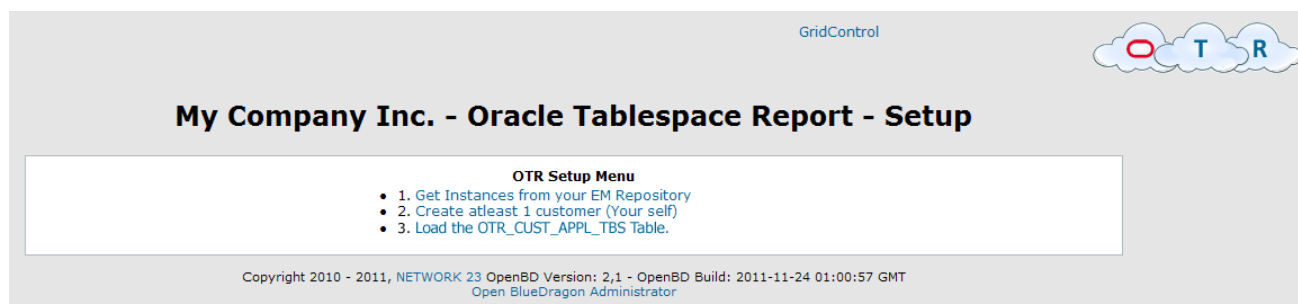 GridControl
O T R
My Company Inc. - Oracle Tablespace Report - Setup
OTR Setup Menu
• 1. Get Instances from your EM Repository
• 2. Create atleast 1 customer (Your self)
• 3. Load the OTR_CUST_APPL_TBS Table.
Copyright 2010 - 2011, NETWORK 23 OpenBD Version: 2,1 - OpenBD Build: 2011-11-24 01:00:57 GMT
Open BlueDragon Administrator